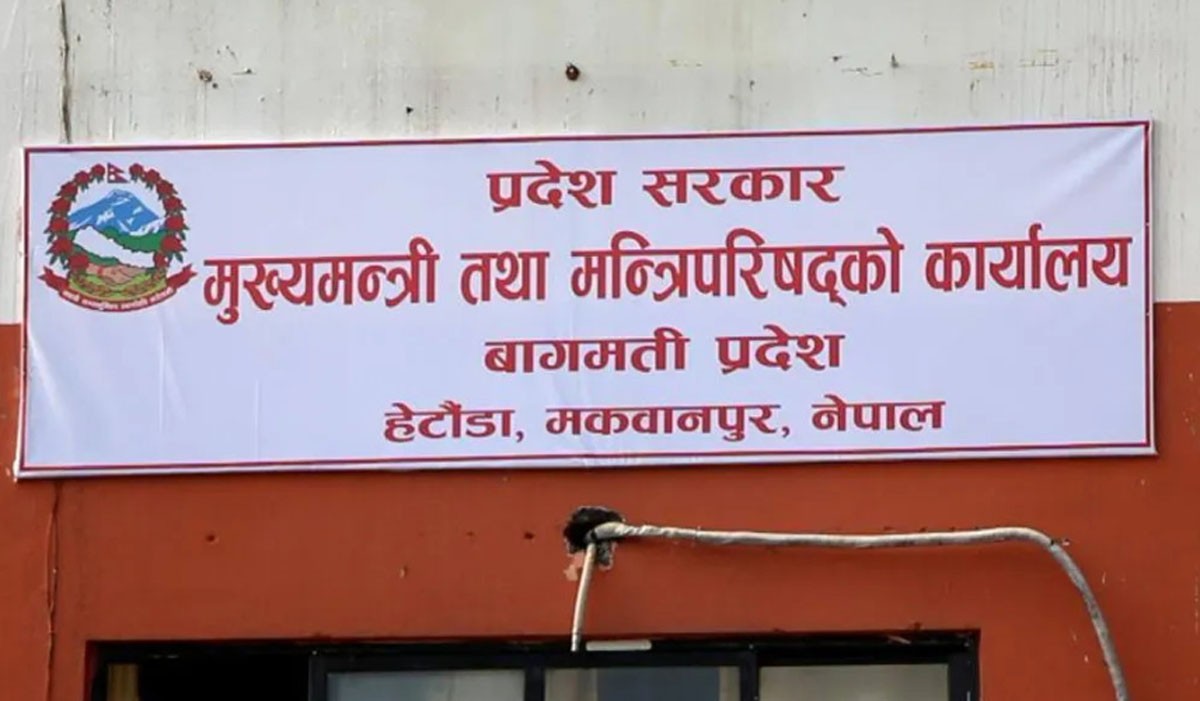 प्रदेश सरकार
मुख्यमन्त्री तथा मन्त्रिपरिषद्को कार्यालय
बागमती प्रदेश
हेटौंडा, मकवानपुर, नेपाल